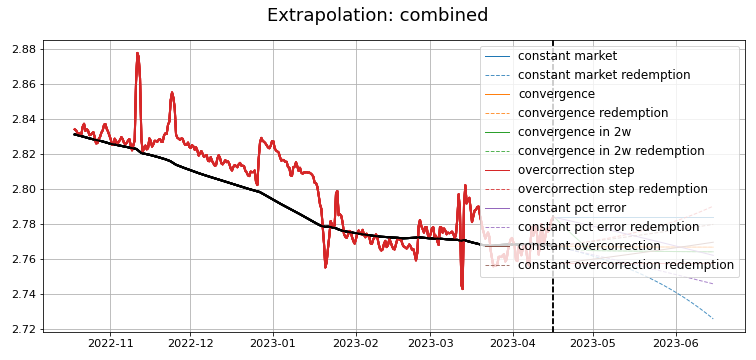 Extrapolation: combined
2.88
2.86
2.84
2.82
2.80
2.78
2.76
2.74
2.72
constant market
constant market redemption
convergence
convergence redemption
convergence in 2w
convergence in 2w redemption
overcorrection step
overcorrection step redemption
constant pct error
constant pct error redemption
constant overcorrection
constant overcorrection redemption
2022-11
2022-12
2023-01
2023-02
2023-03
2023-04
2023-05
2023-06